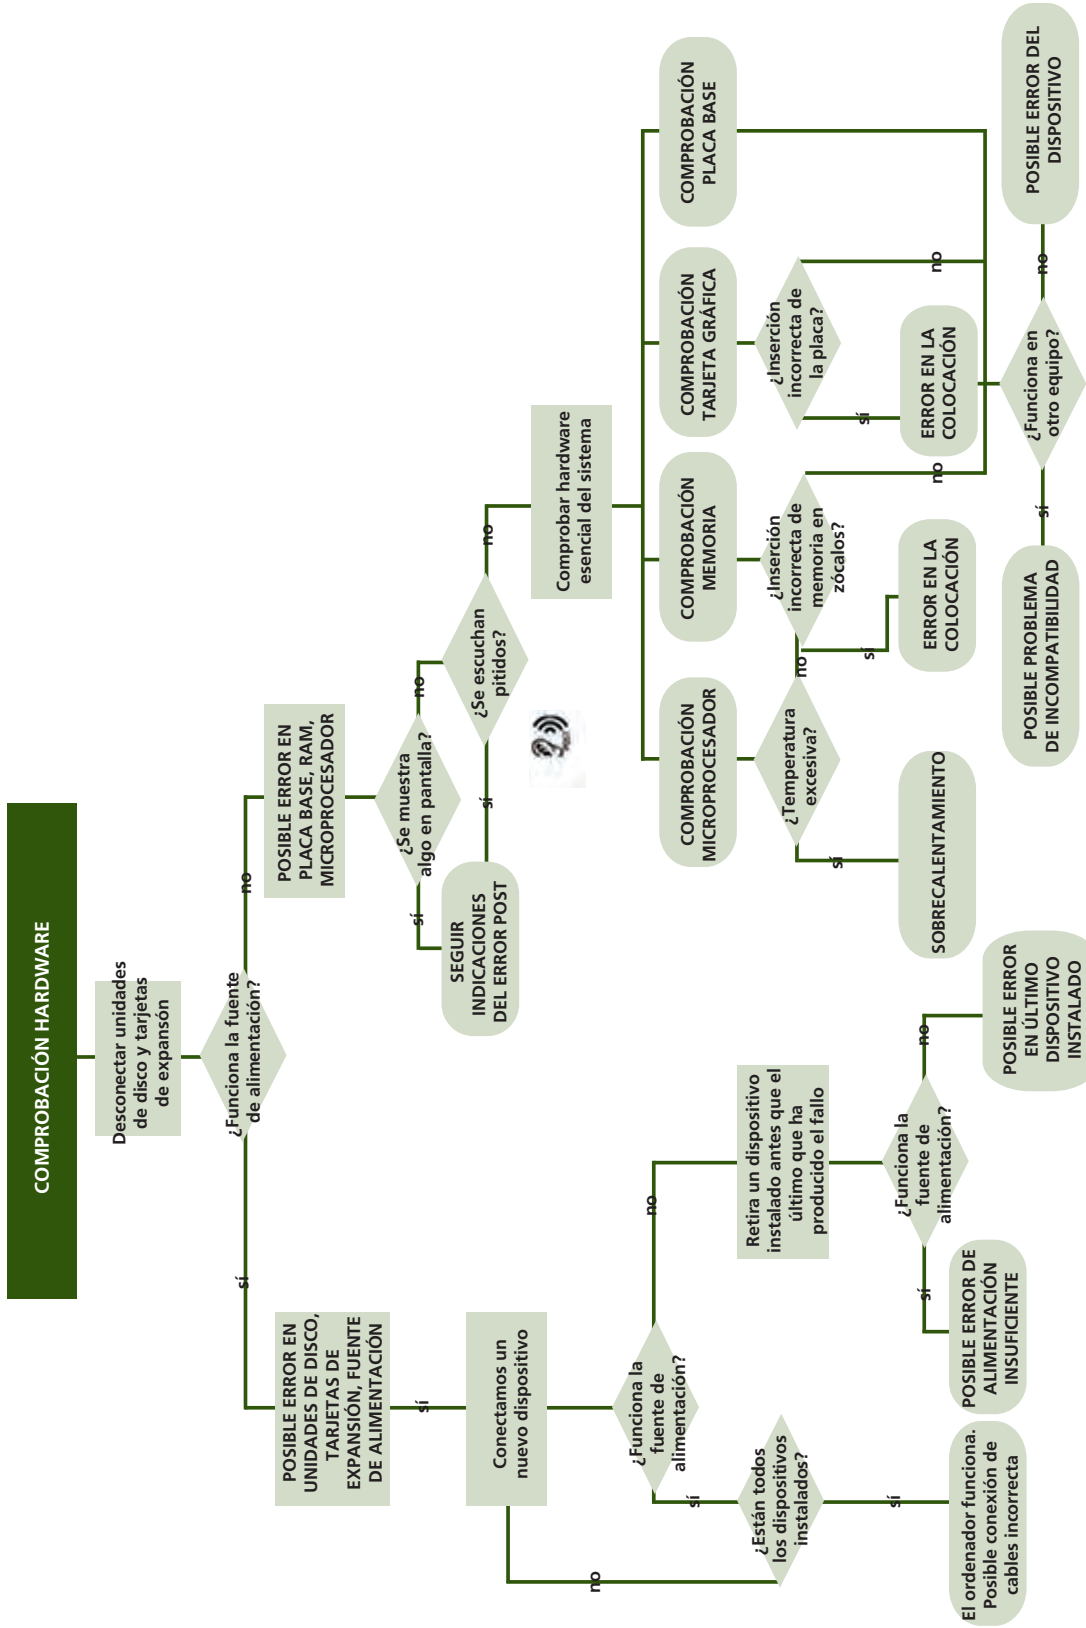 COMPROBACIÓN HARDWARE
Desconectar unidades
de disco y tarjetas
de expansón
¿Funciona la fuente
de alimentación?
sí
no
POSIBLE ERROR EN
UNIDADES DE DISCO,
TARJETAS DE
EXPANSIÓN, FUENTE
DE ALIMENTACIÓN
sí
Conectamos un
nuevo dispositivo
¿Funciona la
fuente de
alimentación?
sí
no
¿Están todos
los dispositivos
instalados?
no
sí
El ordenador funciona.
Posible conexión de
cables incorrecta
Retira un dispositivo
instalado antes que el
último que ha
producido el fallo
¿Funciona la
fuente de
alimentación?
sí
no
POSIBLE ERROR DE
ALIMENTACIÓN
INSUFICIENTE
POSIBLE ERROR
EN ÚLTIMO
DISPOSITIVO
INSTALADO
POSIBLE ERROR EN
PLACA BASE, RAM,
MICROPROCESADOR
¿Se muestra
algo en pantalla?
sí
no
SEGUIR
INDICACIONES
DEL ERROR POST
¿Se escuchan
pitidos?
sí
no
Comprobar hardware
esencial del sistema
COMPROBACIÓN
MICROPROCESADOR
COMPROBACIÓN
MEMORIA
COMPROBACIÓN
TARJETA GRÁFICA
COMPROBACIÓN
PLACA BASE
¿Temperatura
excesiva?
sí
no
SOBRECALENTAMIENTO
¿Inserción
incorrecta de
memoria en
zócalos?
sí
no
ERROR EN LA
COLOCACIÓN
¿Inserción
incorrecta de
la placa?
sí
no
ERROR EN LA
COLOCACIÓN
¿Funciona en
otro equipo?
sí
no
POSIBLE PROBLEMA
DE INCOMPATIBILIDAD
POSIBLE ERROR DEL
DISPOSITIVO